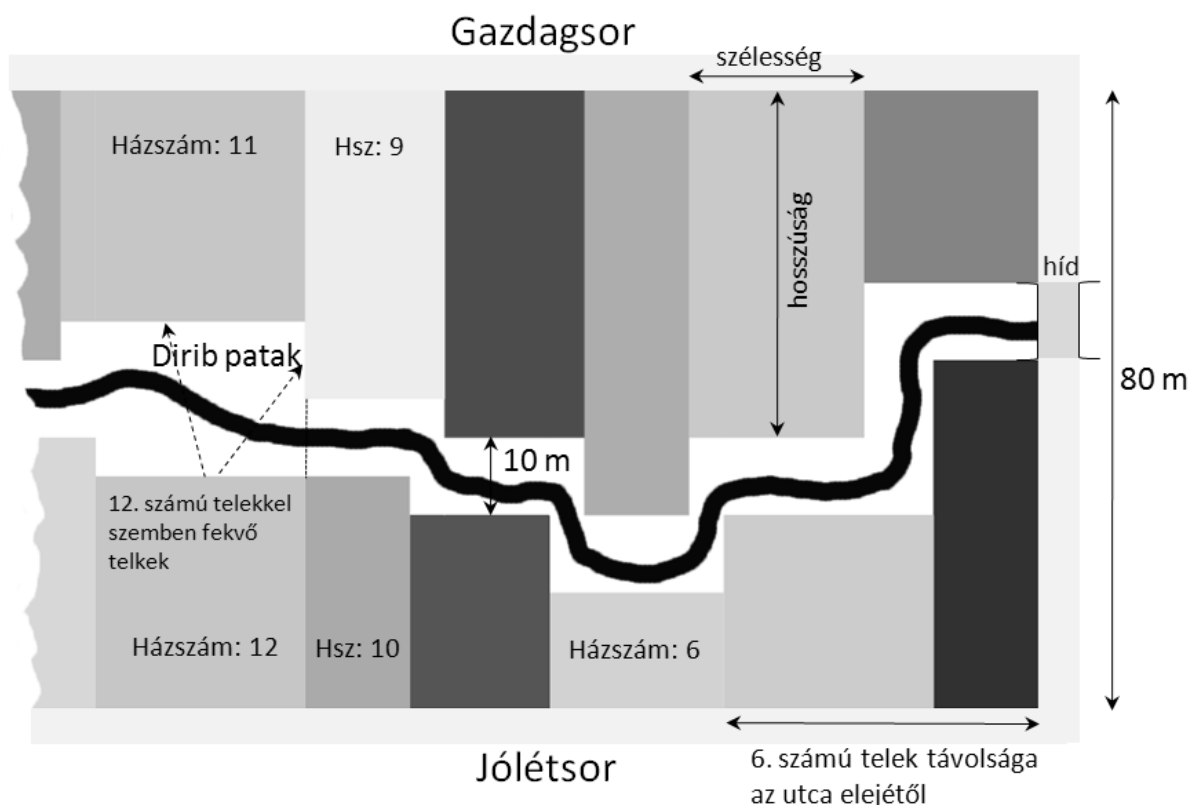 Gazdagsor
szélesség
Házszám: 11
Hsz: 9
hosszúság
híd
Dirib patak
80 m
10 m
12. számú telekkel
szemben fekvő
telkek
Házszám: 12
Hsz: 10
Házszám: 6
Jólétsor
6. számú telek távolsága
az utca elejétől